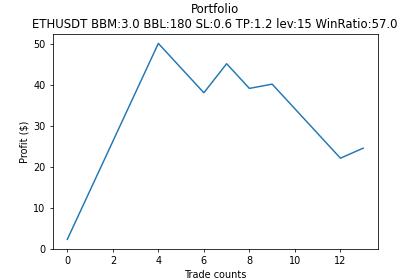 Portfolio
ETHUSDT BBM:3.0 BBL:180 SL:0.6 TP:1.2 lev:15 WinRatio:57.0
50
40
30
20
10
0
Profit ($)
0 2 4 6 8 10 12
Trade counts